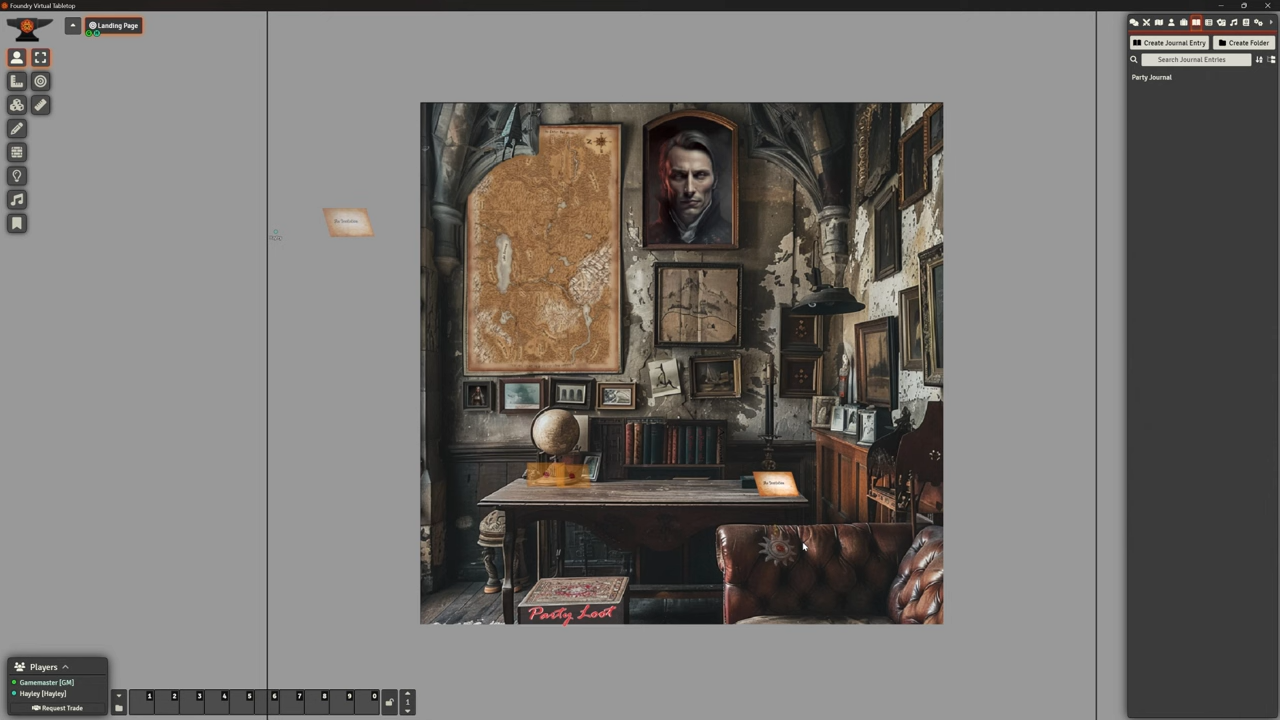 Foundry Virtual Tabletop
Landing Page
G
H
Create Journal Entry
Create Folder
Search Journal Entries
Party Journal
Party Loot
Players
Gamemaster [GM]
Hayley [Hayley]
Request Trade
1 2 3 4 5 6 7 8 9 0
1